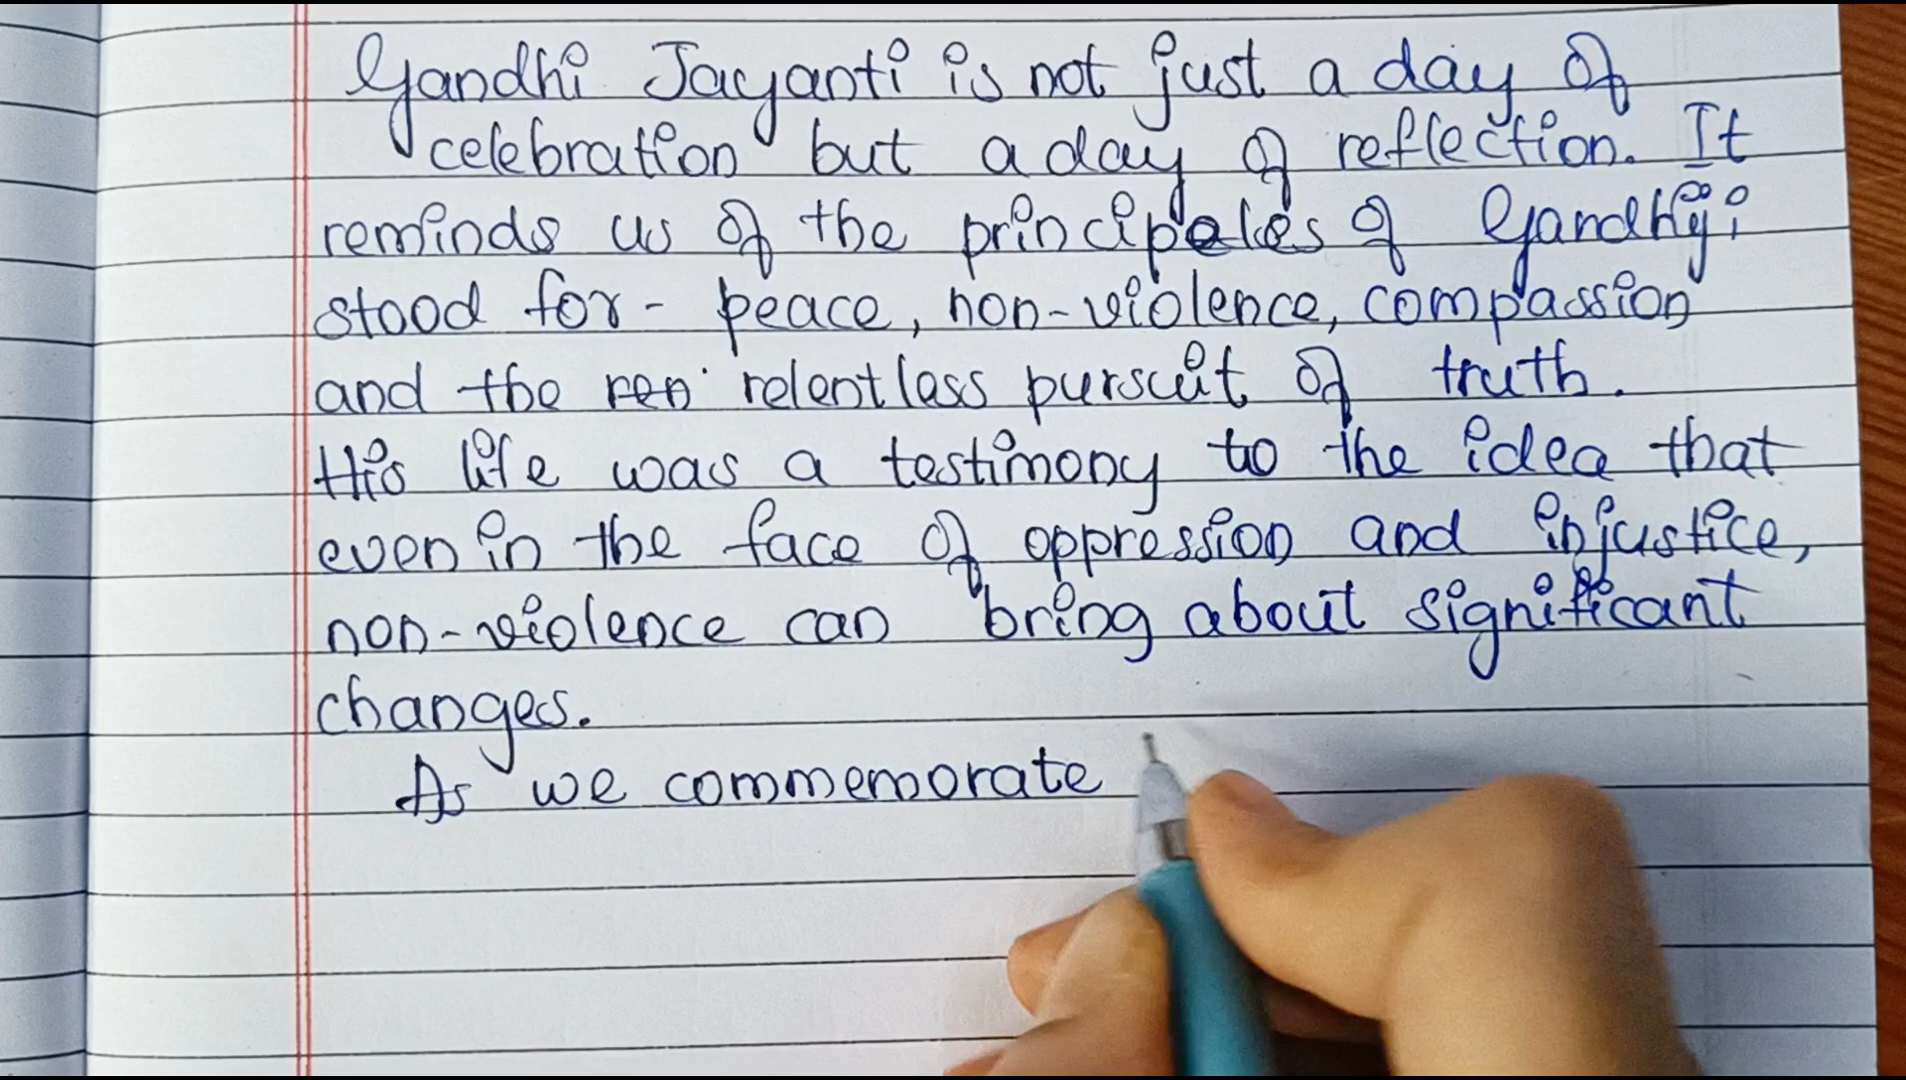 Gandhi Jayanti is not just a day of
celebration but a day of reflection. It
reminds us of the principales of Gandhiji
stood for - peace, non-violence, compassion
and the ren relentless pursuit of truth.
His life was a testimony to the idea that
even in the face of oppression and injustice,
non-violence can bring about significant
changes.
As we commemorate